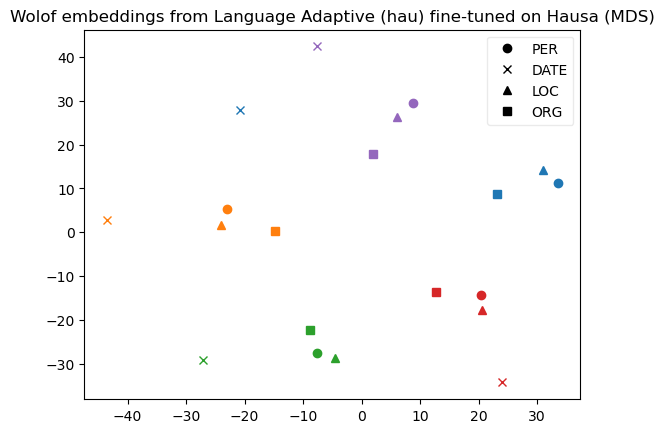 Wolof embeddings from Language Adaptive (hau) fine-tuned on Hausa (MDS)
PER
DATE
LOC
ORG
40
30
20
10
0
−10
−20
−30
−40 −30 −20 −10 0 10 20 30